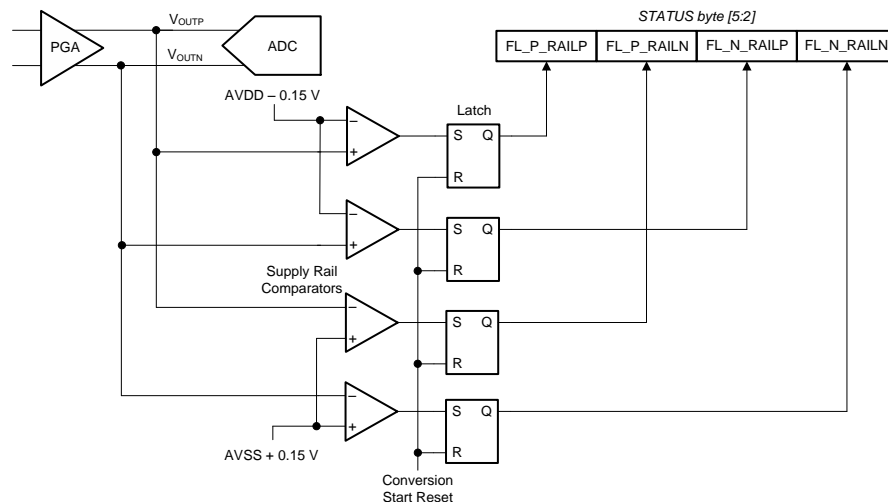 STATUS byte [5:2]
FL_P_RAILP FL_P_RAILN FL_N_RAILP FL_N_RAILN
VOUTP
PGA
ADC
VOUTN
AVDD – 0.15 V
Latch
−
+
S Q
R
−
+
S Q
R
Supply Rail
Comparators
−
+
S Q
R
−
+
S Q
R
AVSS + 0.15 V
Conversion
Start Reset